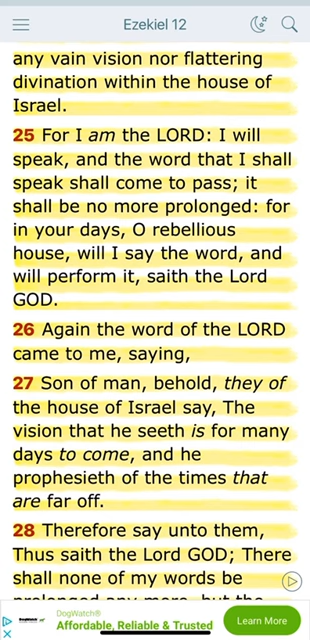 Ezekiel 12
any vain vision nor flattering
divination within the house of
Israel.
25 For I am the LORD: I will
speak, and the word that I shall
speak shall come to pass; it
shall be no more prolonged: for
in your days, O rebellious
house, will I say the word, and
will perform it, saith the Lord
GOD.
26 Again the word of the LORD
came to me, saying,
27 Son of man, behold, they of
the house of Israel say, The
vision that he seeth is for many
days to come, and he
prophesieth of the times that
are far off.
28 Therefore say unto them,
Thus saith the Lord GOD; There
shall none of my words be
prolonged any more, but the
DogWatch
DogWatch®
Affordable, Reliable & Trusted
Learn More